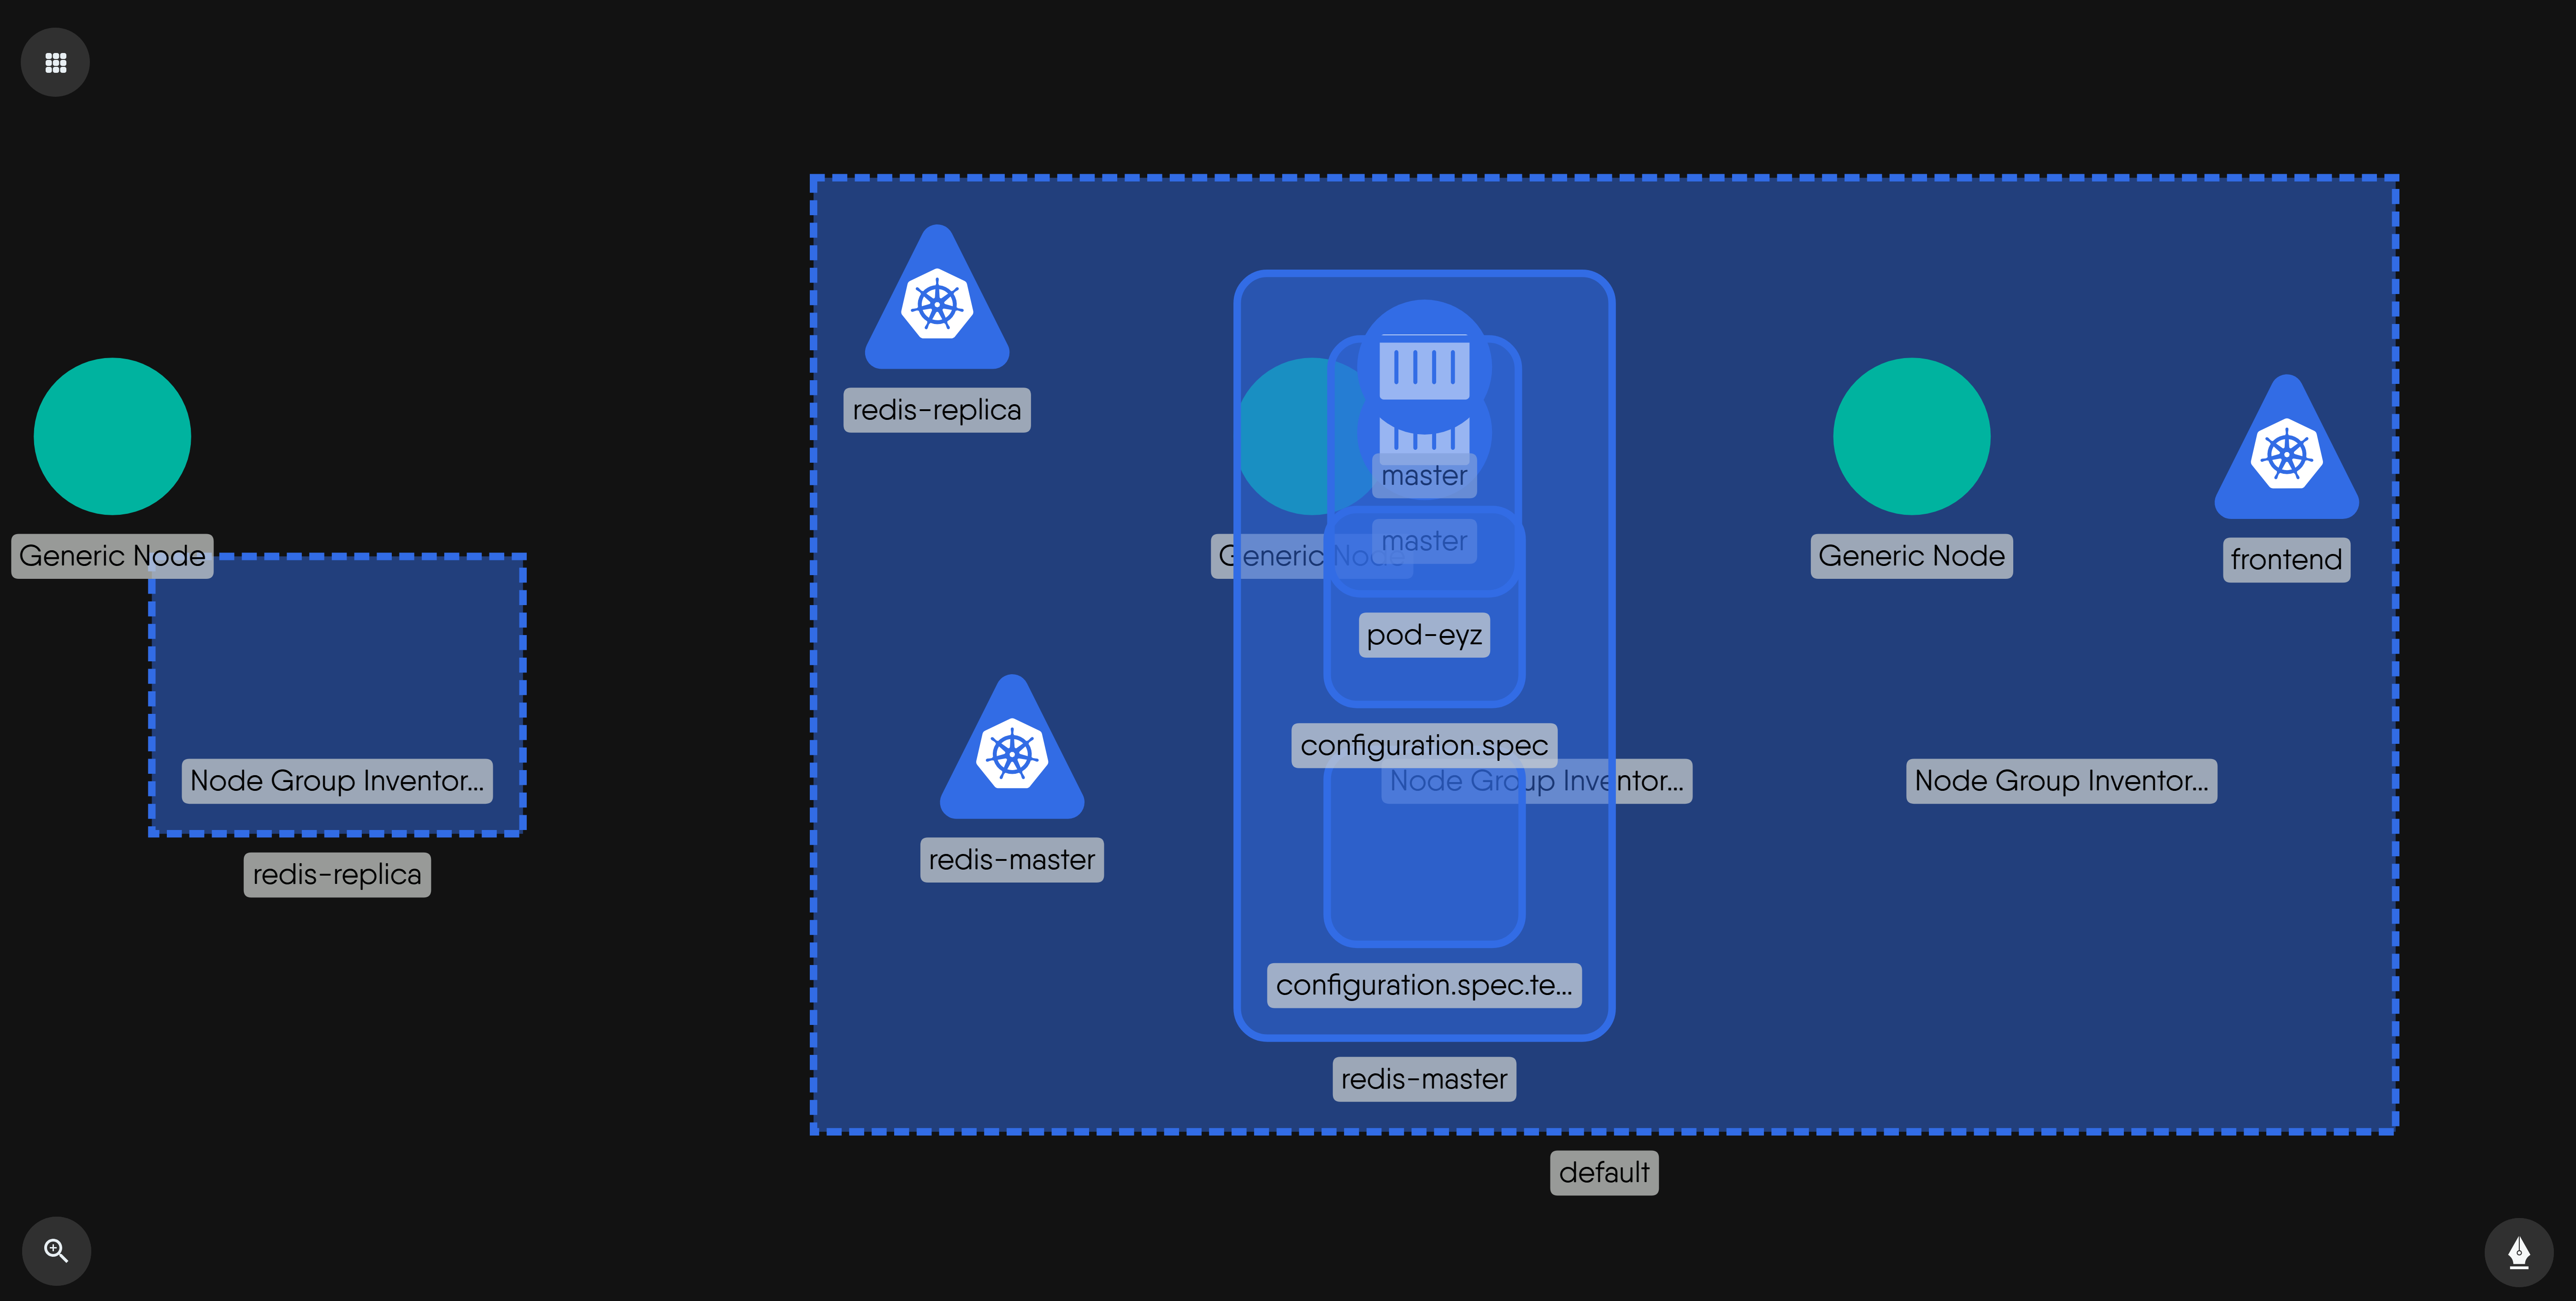 redis-replica
master
master
Generic Node
Generic Node
Generic Node
frontend
pod-eyz
configuration.spec
Node Group Inventor...
Node Group Inventor...
Node Group Inventor...
redis-master
redis-replica
configuration.spec.te...
redis-master
default